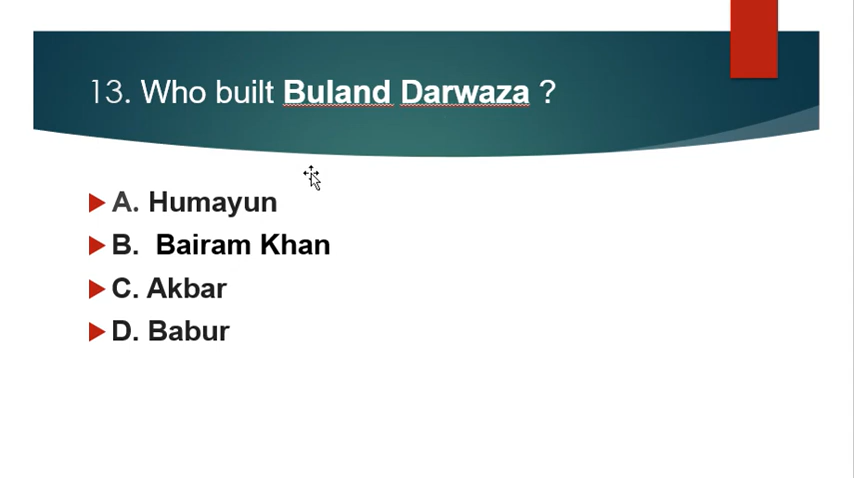 13. Who built Buland Darwaza ?
A. Humayun
B. Bairam Khan
C. Akbar
D. Babur